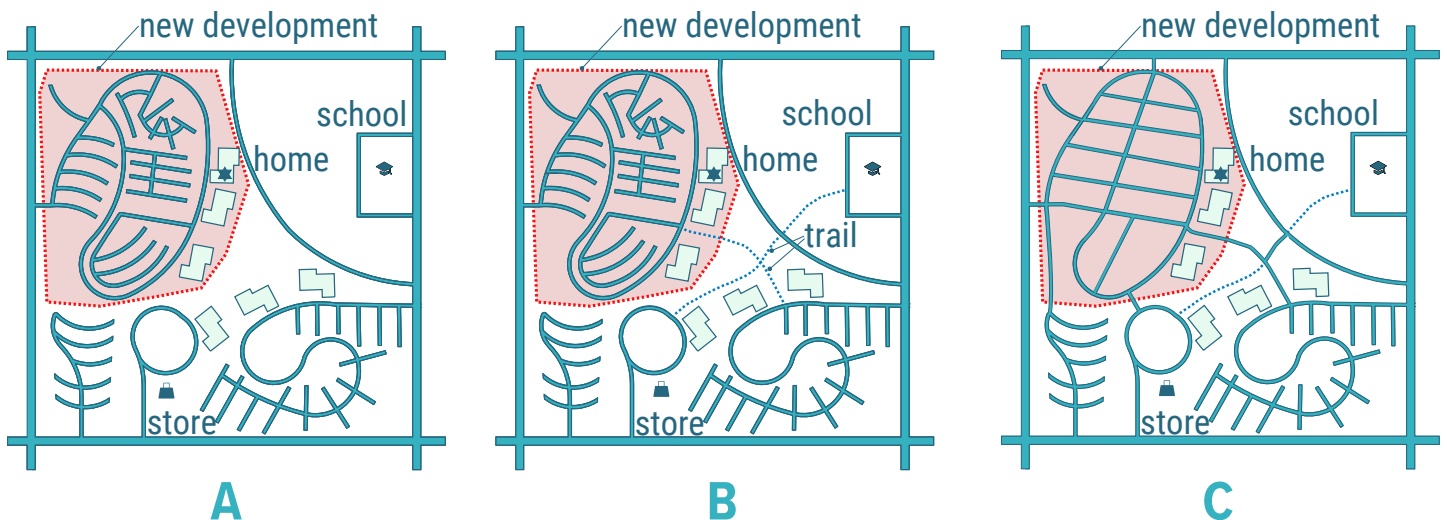 new development
school
home
store
A
new development
school
home
trail
store
B
new development
school
home
store
C